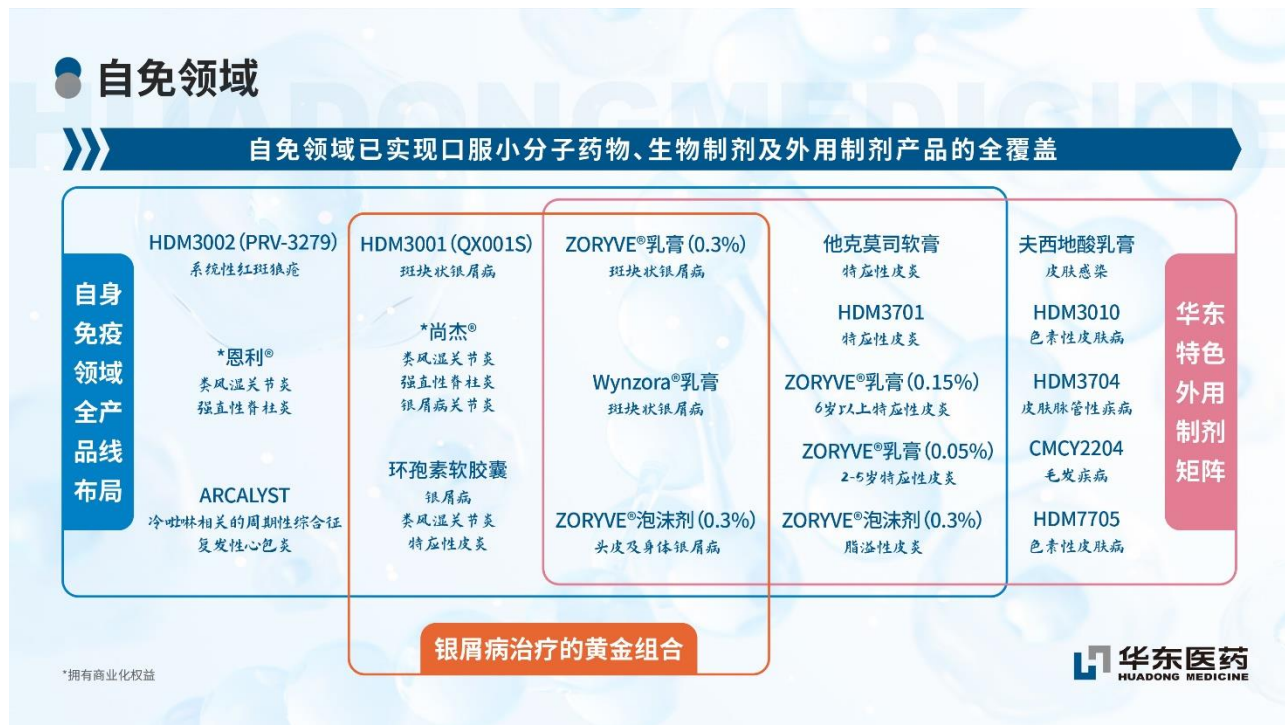 自免领域
HUADONGMEDICINE
自免领域已实现口服小分子药物、生物制剂及外用制剂产品的全覆盖
自身
免疫
领域
全产
品线
布局
HDM3002(PRV-3279)
系统性红斑狼疮
*恩利®
类风湿关节炎
强直性脊柱炎
ARCALYST
冷吡啉相关的周期性综合征
复发性心包炎
HDM3001(QX001S)
斑块状银屑病
*尚杰®
类风湿关节炎
强直性脊柱炎
银屑病关节炎
环孢素软胶囊
银屑病
类风湿关节炎
特应性皮炎
ZORYVE®乳膏(0.3%)
斑块状银屑病
Wynzora®乳膏
斑块状银屑病
ZORYVE®泡沫剂(0.3%)
头皮及身体银屑病
他克莫司软膏
特应性皮炎
HDM3701
特应性皮炎
ZORYVE®乳膏(0.15%)
6岁以上特应性皮炎
ZORYVE®乳膏(0.05%)
2-5岁特应性皮炎
ZORYVE®泡沫剂(0.3%)
脂溢性皮炎
夫西地酸乳膏
皮肤感染
HDM3010
色素性皮肤病
HDM3704
皮肤脉管性疾病
CMCY2204
毛发疾病
HDM7705
色素性皮肤病
华东
特色
外用
制剂
矩阵
银屑病治疗的黄金组合
*拥有商业化权益
华东医药
HUADONG MEDICINE